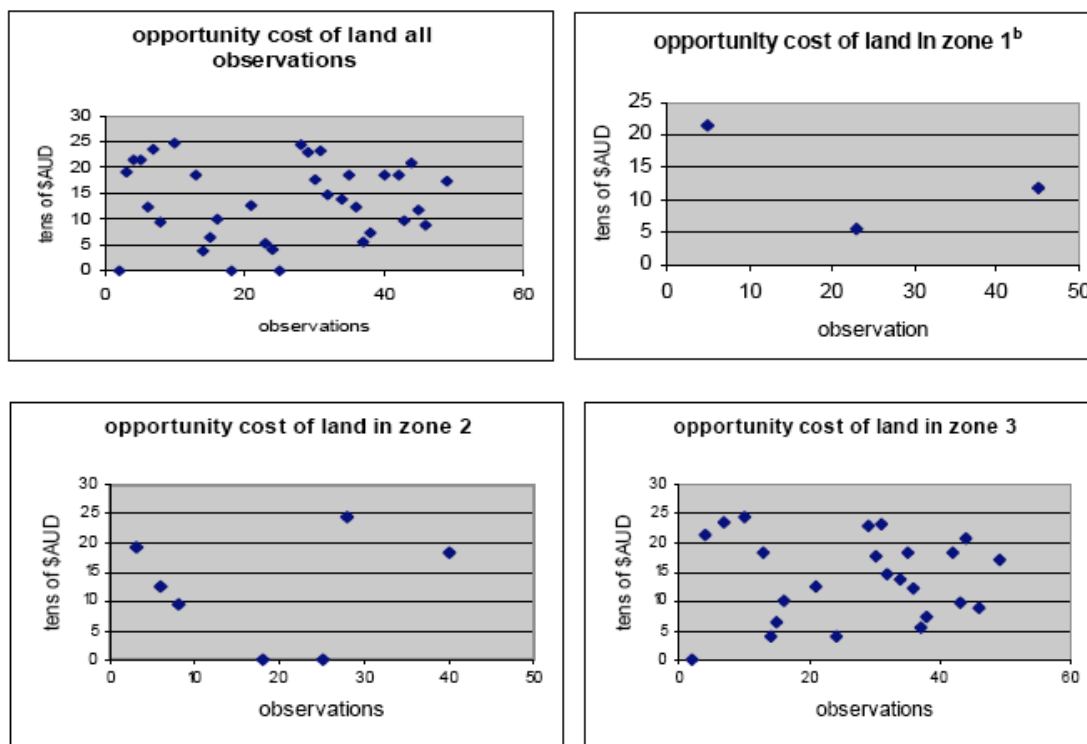 opportunity cost of land all
observations
tens of $AUD
30
25
20
15
10
5
0
0 20 40 60
observations
opportunity cost of land in zone 1ᵇ
tens of $AUD
25
20
15
10
5
0
0 10 20 30 40 50
observation
opportunity cost of land in zone 2
tens of $AUD
30
25
20
15
10
5
0
0 10 20 30 40 50
observations
opportunity cost of land in zone 3
tens of $AUD
30
25
20
15
10
5
0
0 20 40 60
observations